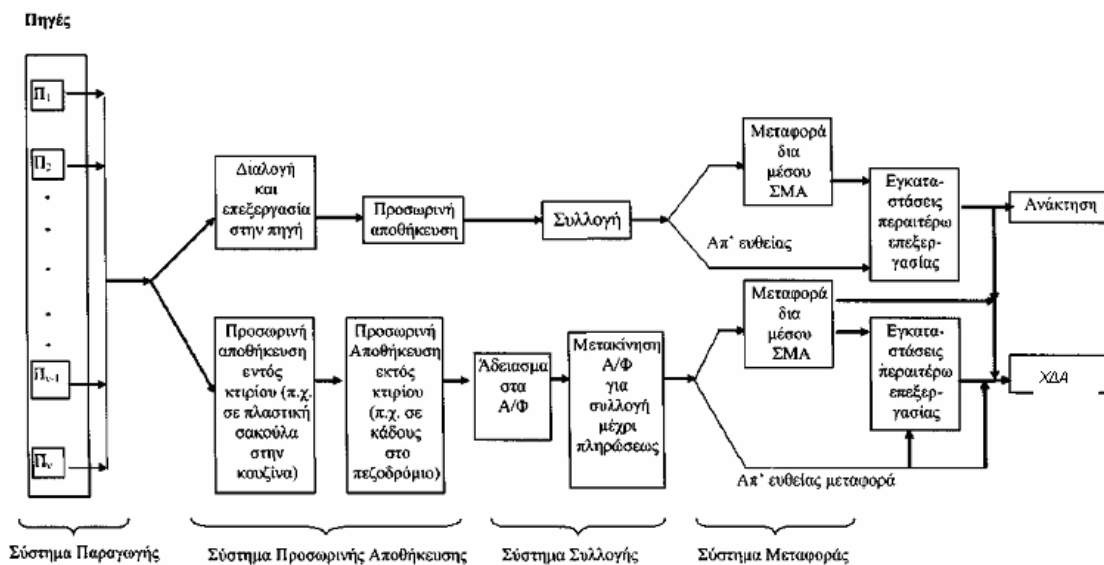 Πηγές
Π1
Π2
Πν-1
Πν
Διαλογή
και
επεξεργασία
στην πηγή
Προσωρινή
αποθήκευση
Συλλογή
Μεταφορά
δια
μέσου
ΣΜΑ
Απ' ευθείας
Εγκατα-
στάσεις
περαιτέρω
επεξερ-
γασίας
Ανάκτηση
Προσωρινή
αποθήκευση
εντός
κτιρίου (π.χ.
σε πλαστική
σακούλα
στην
κουζίνα)
Προσωρινή
Αποθήκευση
εκτός
κτιρίου
(π.χ. σε
κάδους
στο
πεζοδρόμιο)
Άδειασμα
στα
Α/Φ
Μετακίνηση
Α/Φ
για
συλλογή
μέχρι
πληρώσεως
Μεταφορά
δια
μέσου
ΣΜΑ
Απ' ευθείας μεταφορά
Εγκατα-
στάσεις
περαιτέρω
επεξερ-
γασίας
ΧΔΑ
Σύστημα Παραγωγής
Σύστημα Προσωρινής Αποθήκευσης
Σύστημα Συλλογής
Σύστημα Μεταφοράς